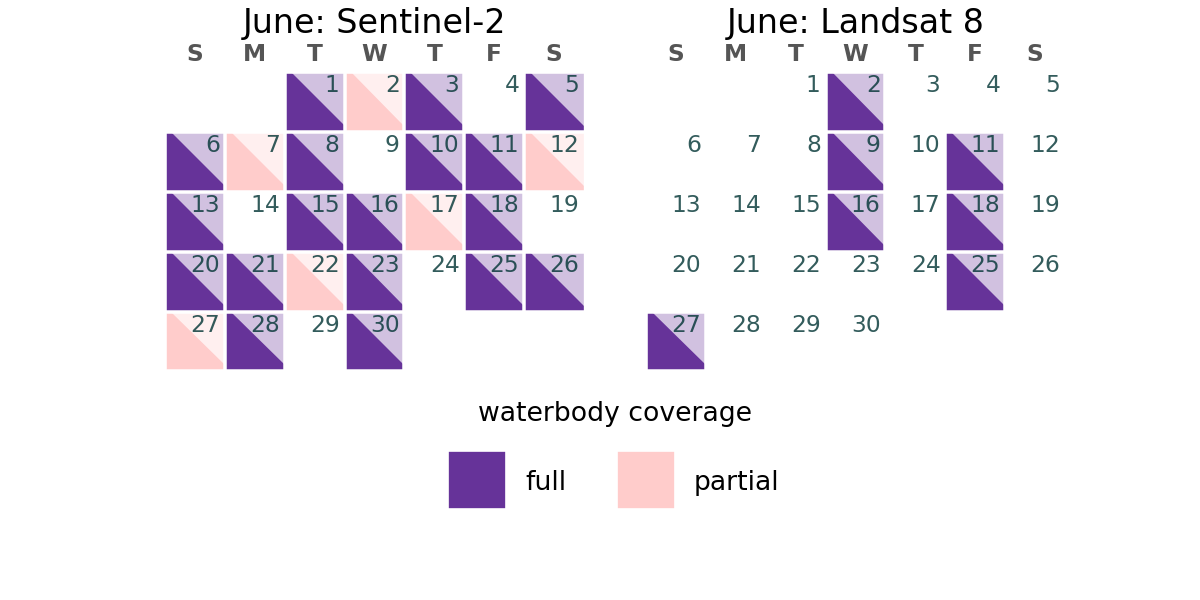 June: Sentinel-2
S M T W T F S
1 2 3 4 5
6 7 8 9 10 11 12
13 14 15 16 17 18 19
20 21 22 23 24 25 26
27 28 29 30
June: Landsat 8
S M T W T F S
1 2 3 4 5
6 7 8 9 10 11 12
13 14 15 16 17 18 19
20 21 22 23 24 25 26
27 28 29 30
waterbody coverage
full
partial